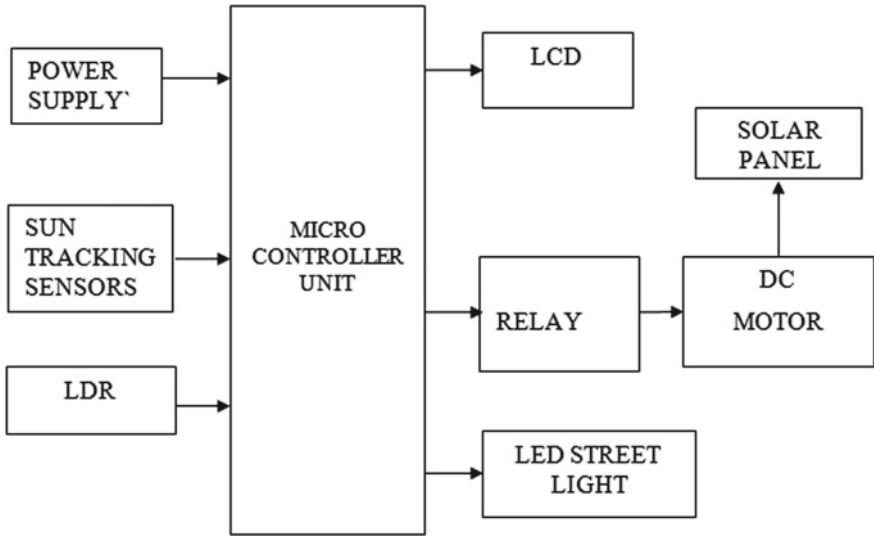 POWER
SUPPLY`
SUN
TRACKING
SENSORS
LDR
MICRO
CONTROLLER
UNIT
LCD
RELAY
LED STREET
LIGHT
SOLAR
PANEL
DC
MOTOR